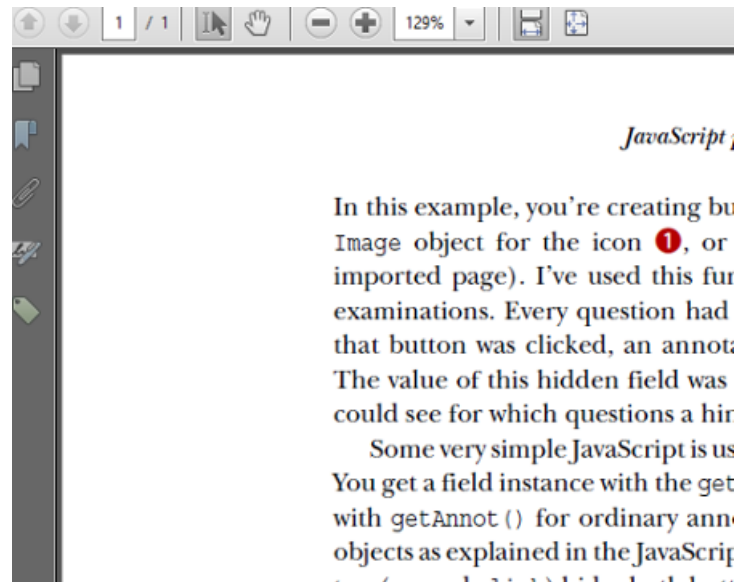 1 / 1 129%
JavaScript
In this example, you're creating bu
Image object for the icon 1, or
imported page). I've used this fun
examinations. Every question had
that button was clicked, an annota
The value of this hidden field was
could see for which questions a hin
Some very simple JavaScript is us
You get a field instance with the get
with getAnnot() for ordinary anno
objects as explained in the JavaScrip